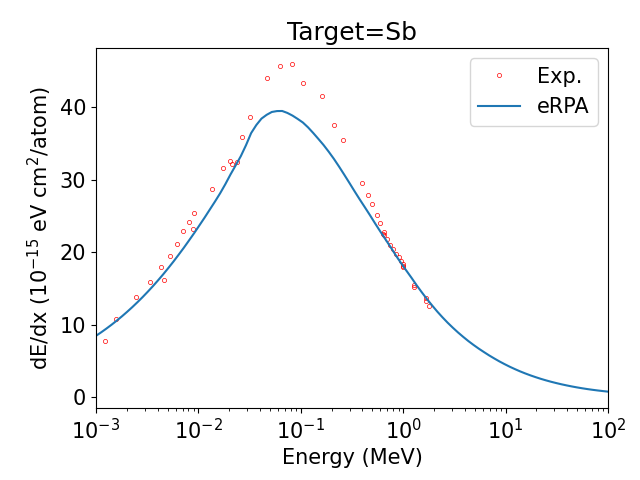 Target=Sb
Exp.
eRPA
dE/dx (10⁻¹⁵ eV cm²/atom)
40
30
20
10
0
10⁻³ 10⁻² 10⁻¹ 10⁰ 10¹ 10²
Energy (MeV)